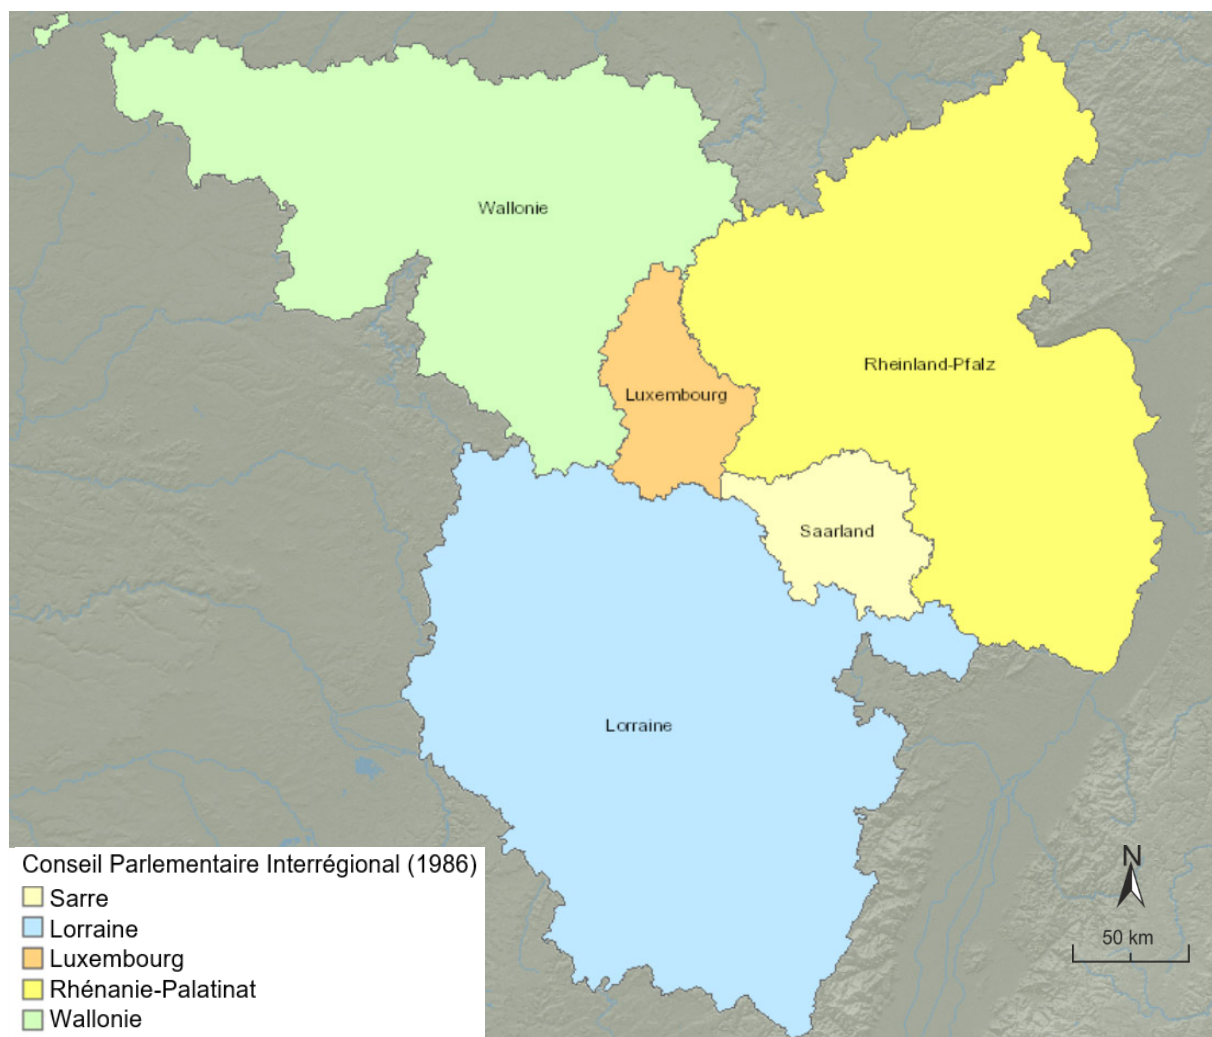 Wallonie
Rheinland-Pfalz
Luxembourg
Saarland
Lorraine
Conseil Parlementaire Interrégional (1986)
Sarre
Lorraine
Luxembourg
Rhénanie-Palatinat
Wallonie
N
50 km